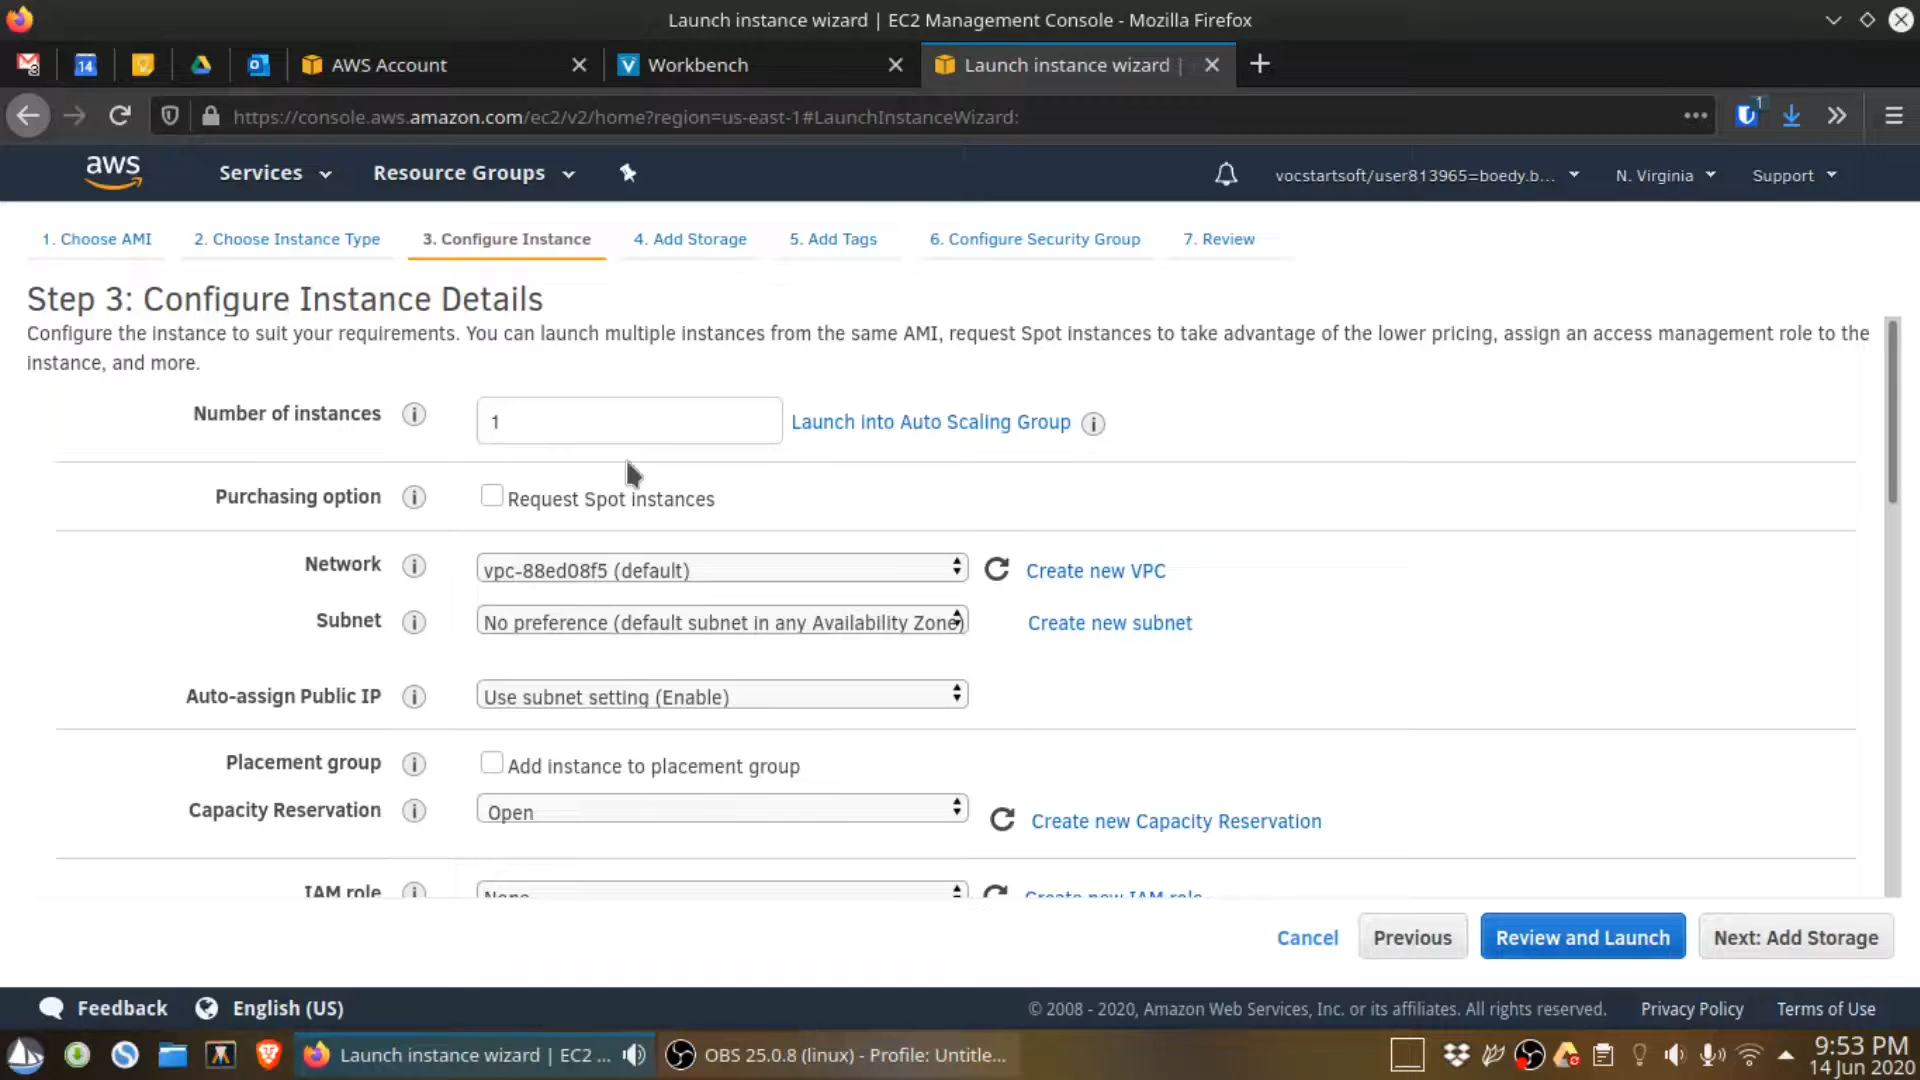 Launch instance wizard | EC2 Management Console - Mozilla Firefox
3
14
AWS Account
Workbench
Launch instance wizard |
https://console.aws.amazon.com/ec2/v2/home?region=us-east-1#LaunchInstanceWizard:
1
aws
Services
Resource Groups
vocstartsoft/user813965=boedy.b...
N. Virginia
Support
1. Choose AMI
2. Choose Instance Type
3. Configure Instance
4. Add Storage
5. Add Tags
6. Configure Security Group
7. Review
Step 3: Configure Instance Details
Configure the instance to suit your requirements. You can launch multiple instances from the same AMI, request Spot instances to take advantage of the lower pricing, assign an access management role to the
instance, and more.
Number of instances
1
Launch into Auto Scaling Group
Purchasing option
Request Spot instances
Network
vpc-88ed08f5 (default)
Create new VPC
Subnet
No preference (default subnet in any Availability Zone)
Create new subnet
Auto-assign Public IP
Use subnet setting (Enable)
Placement group
Add instance to placement group
Capacity Reservation
Open
Create new Capacity Reservation
IAM role
None
Create new IAM role
Cancel
Previous
Review and Launch
Next: Add Storage
Feedback
English (US)
© 2008 - 2020, Amazon Web Services, Inc. or its affiliates. All rights reserved.
Privacy Policy
Terms of Use
Launch instance wizard | EC2 ...
OBS 25.0.8 (linux) - Profile: Untitle...
9:53 PM
14 Jun 2020